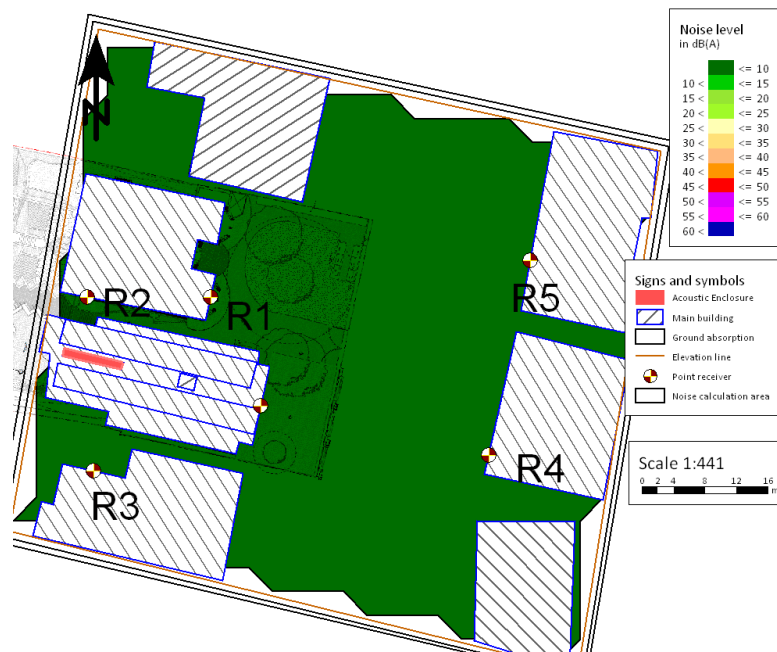 Noise level
in dB(A)
<= 10
10 < <= 15
15 < <= 20
20 < <= 25
25 < <= 30
30 < <= 35
35 < <= 40
40 < <= 45
45 < <= 50
50 < <= 55
55 < <= 60
60 <
N
R2
R1
R5
R3
R4
Signs and symbols
Acoustic Enclosure
Main building
Ground absorption
Elevation line
Point receiver
Noise calculation area
Scale 1:441
0 2 4 8 12 16
m